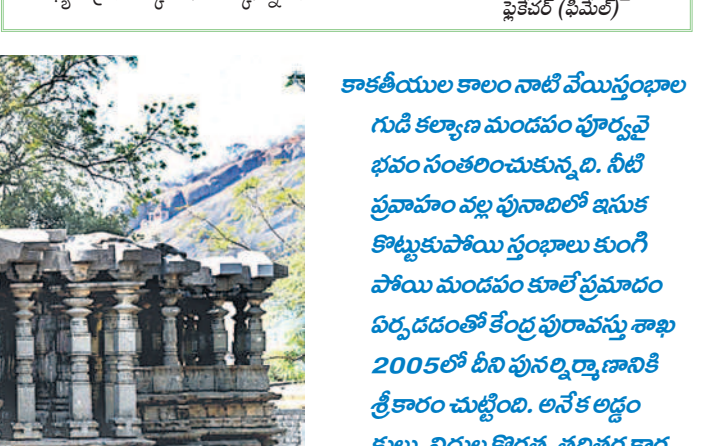 ఫ్లెకేచర్ (ఫిమేల్)
కాకతీయుల కాలం నాటి వేయిస్తంభాల
గుడి కల్యాణ మండపం పూర్వవై
భవం సంతరించుకున్నది. నీటి
ప్రవాహం వల్ల పునాదిలో ఇసుక
కొట్టుకుపోయి స్తంభాలు కుంగి
పోయి మండపం కూలే ప్రమాదం
ఏర్పడడంతో కేంద్ర పురావస్తు శాఖ
2005లో దీని పునర్నిర్మాణానికి
శ్రీకారం చుట్టింది. అనేక అడ్డం